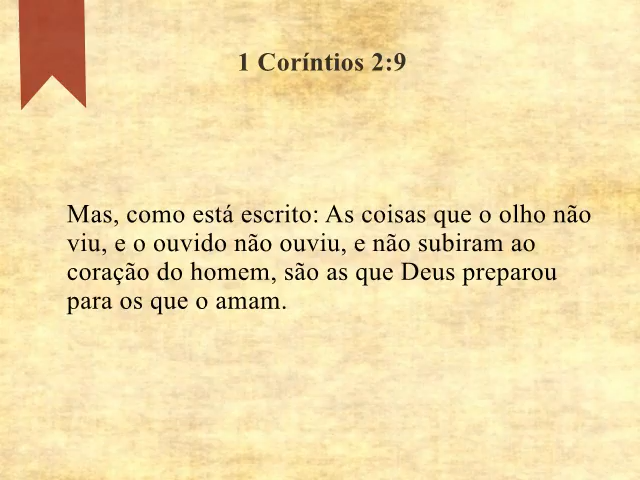 1 Coríntios 2:9
Mas, como está escrito: As coisas que o olho não
viu, e o ouvido não ouviu, e não subiram ao
coração do homem, são as que Deus preparou
para os que o amam.